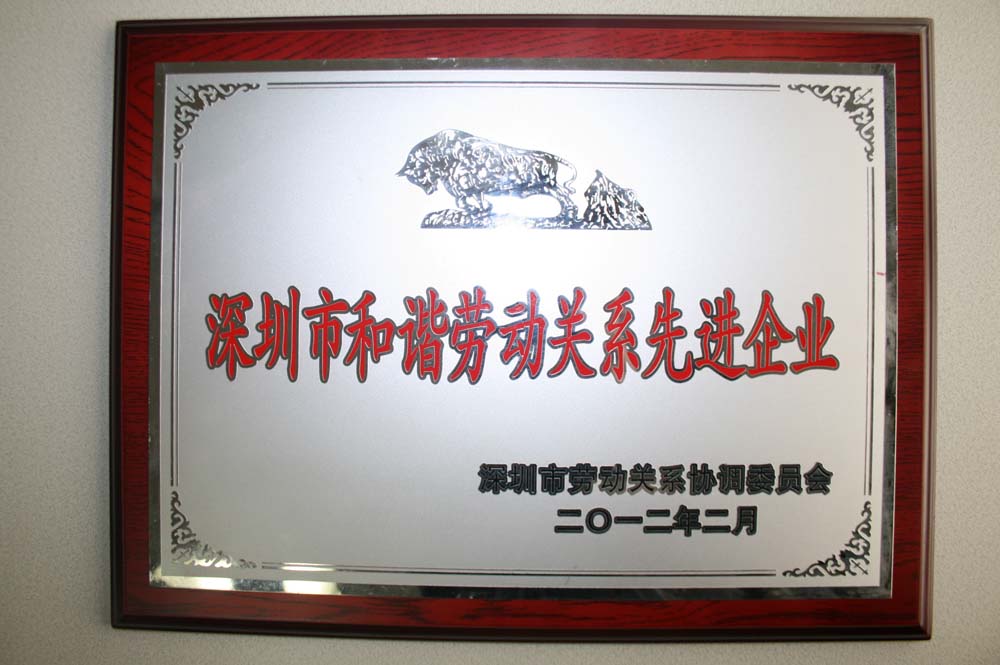 深圳市和谐劳动关系先进企业
深圳市劳动关系协调委员会
二〇一二年二月